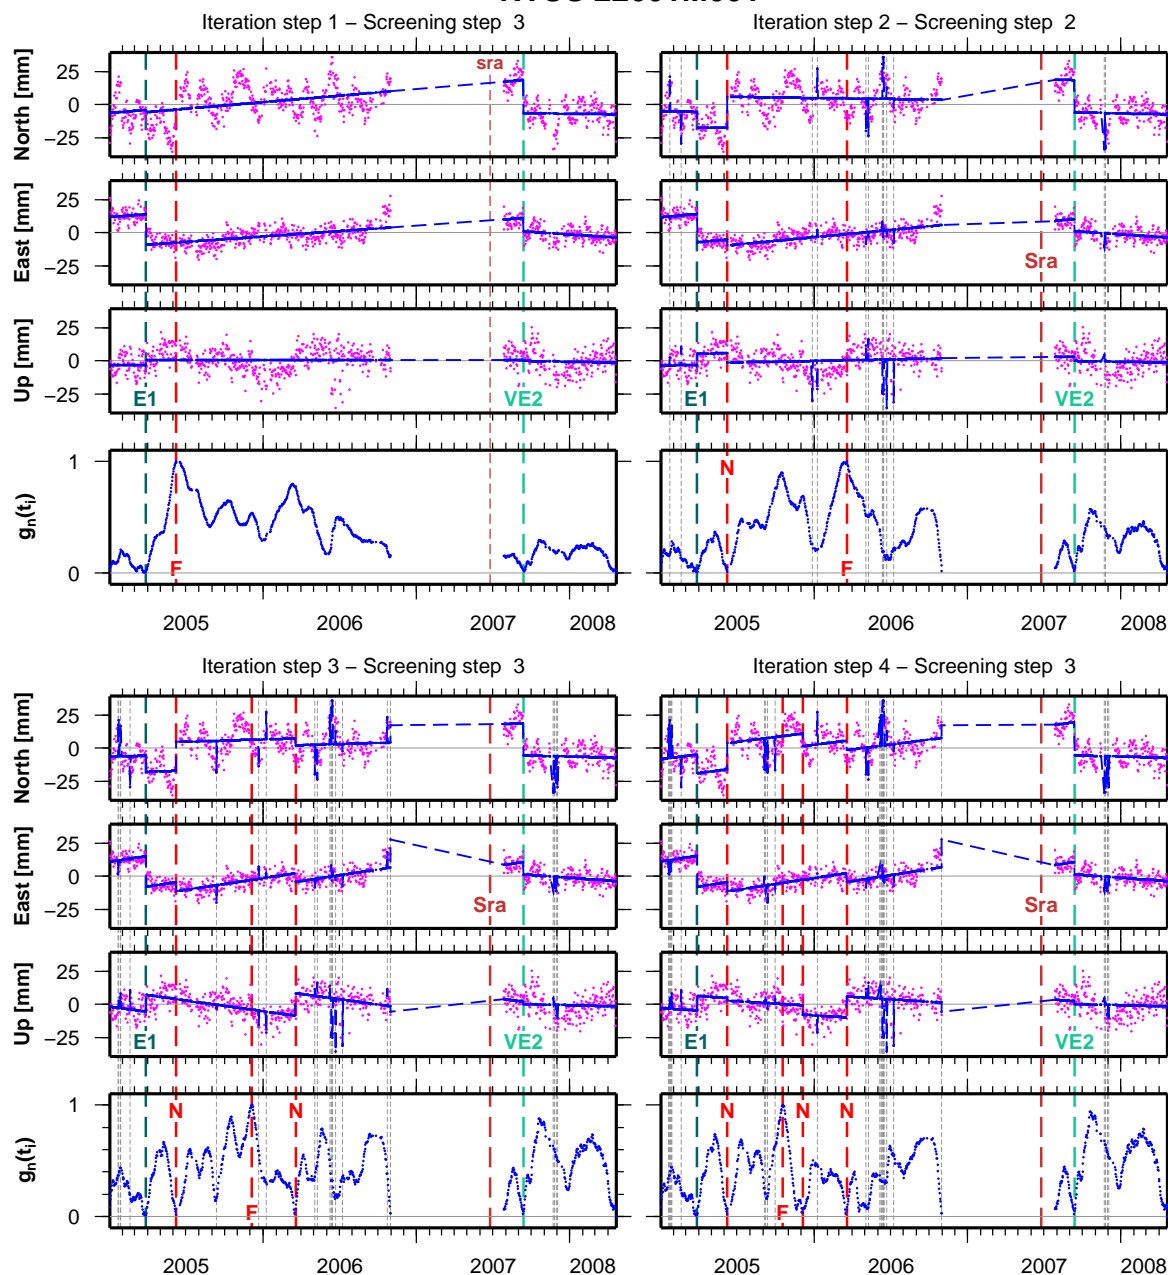 Iteration step 1 – Screening step 3
Iteration step 2 – Screening step 2
North [mm]
25
0
−25
sra
East [mm]
25
0
−25
Sra
Up [mm]
25
0
−25
E1
VE2
E1
VE2
gn(ti)
1
0
F
N
F
2005
2006
2007
2008
2005
2006
2007
2008
Iteration step 3 – Screening step 3
Iteration step 4 – Screening step 3
North [mm]
25
0
−25
East [mm]
25
0
−25
Sra
Sra
Up [mm]
25
0
−25
E1
VE2
E1
VE2
gn(ti)
1
0
N
F
N
N
F
N
N
2005
2006
2007
2008
2005
2006
2007
2008